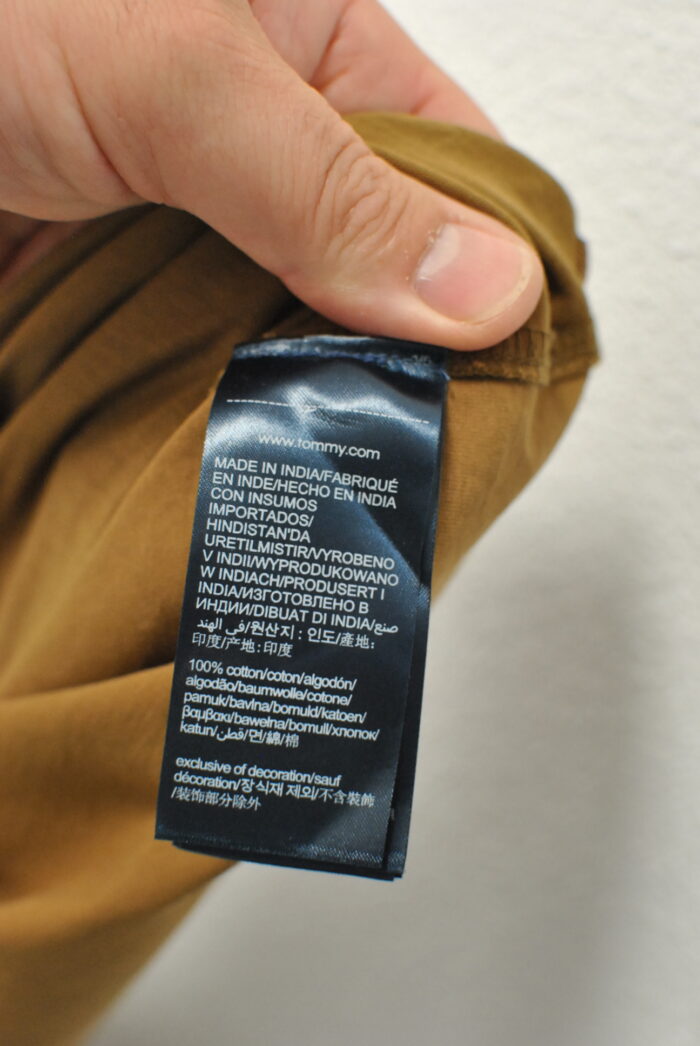 www.tommy.com
MADE IN INDIA/FABRIQUÉ
EN INDE/HECHO EN INDIA
CON INSUMOS
IMPORTADOS/
HINDISTAN'DA
URETILMISTIR/VYROBENO
V INDII/WYPRODUKOWANO
W INDIACH/PRODUSERT I
INDIA/ИЗГОТОВЛЕНО В
ИНДИИ/DIBUAT DI INDIA/صنع
في الهند/원산지 : 인도/產地:
印度/产地: 印度
100% cotton/coton/algodón/
algodão/baumwolle/cotone/
pamuk/bavlna/bomuld/katoen/
βαμβακι/bawełna/bomull/хлопок/
katun/قطن/면/綿/棉
exclusive of decoration/sauf
décoration/장식재 제외/不含裝飾
/装饰部分除外